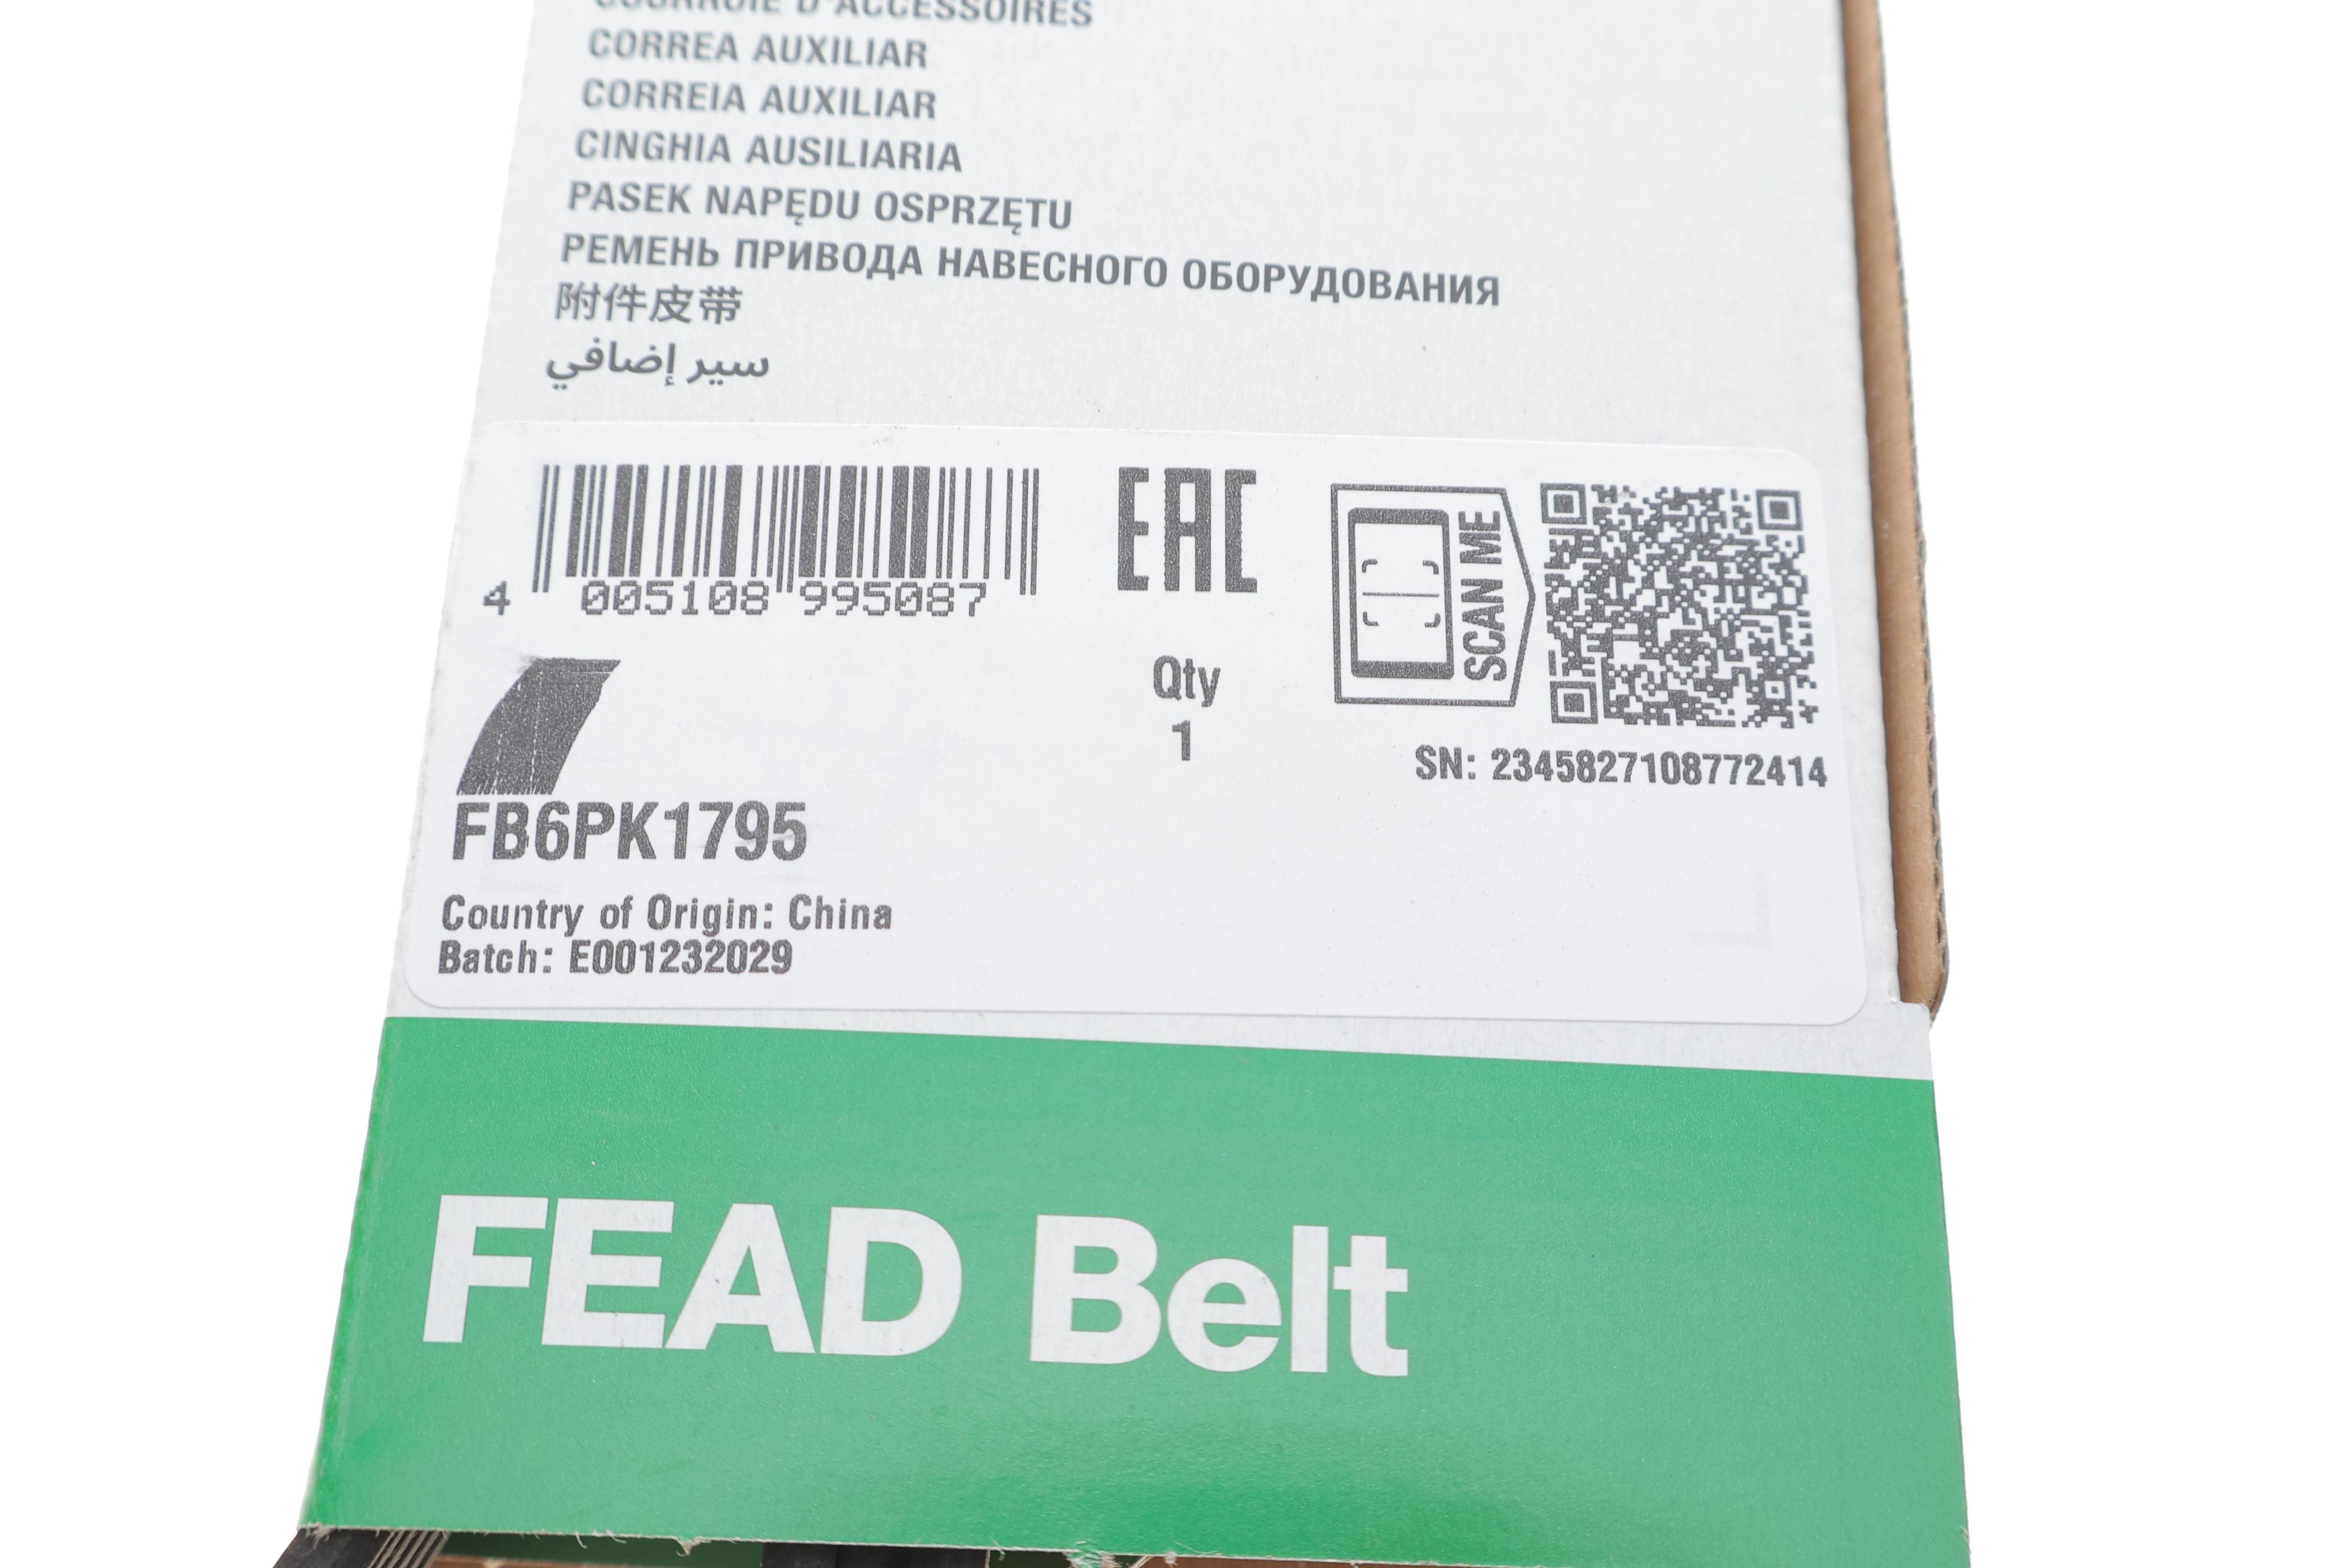 COURROIE D'ACCESSOIRES
CORREA AUXILIAR
CORREIA AUXILIAR
CINGHIA AUSILIARIA
PASEK NAPĘDU OSPRZĘTU
РЕМЕНЬ ПРИВОДА НАВЕСНОГО ОБОРУДОВАНИЯ
附件皮带
سير إضافي
4 005108 995087
EAC
SCAN ME
Qty
1
SN: 2345827108772414
FB6PK1795
Country of Origin: China
Batch: E001232029
FEAD Belt